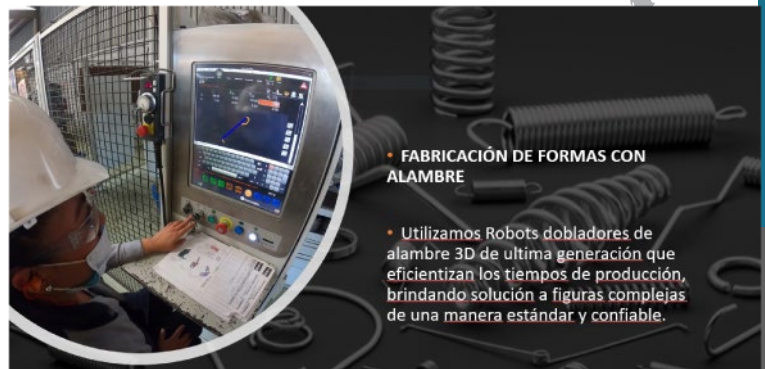 • FABRICACIÓN DE FORMAS CON
ALAMBRE
• Utilizamos Robots dobladores de
alambre 3D de ultima generación que
eficientizan los tiempos de producción,
brindando solución a figuras complejas
de una manera estándar y confiable.